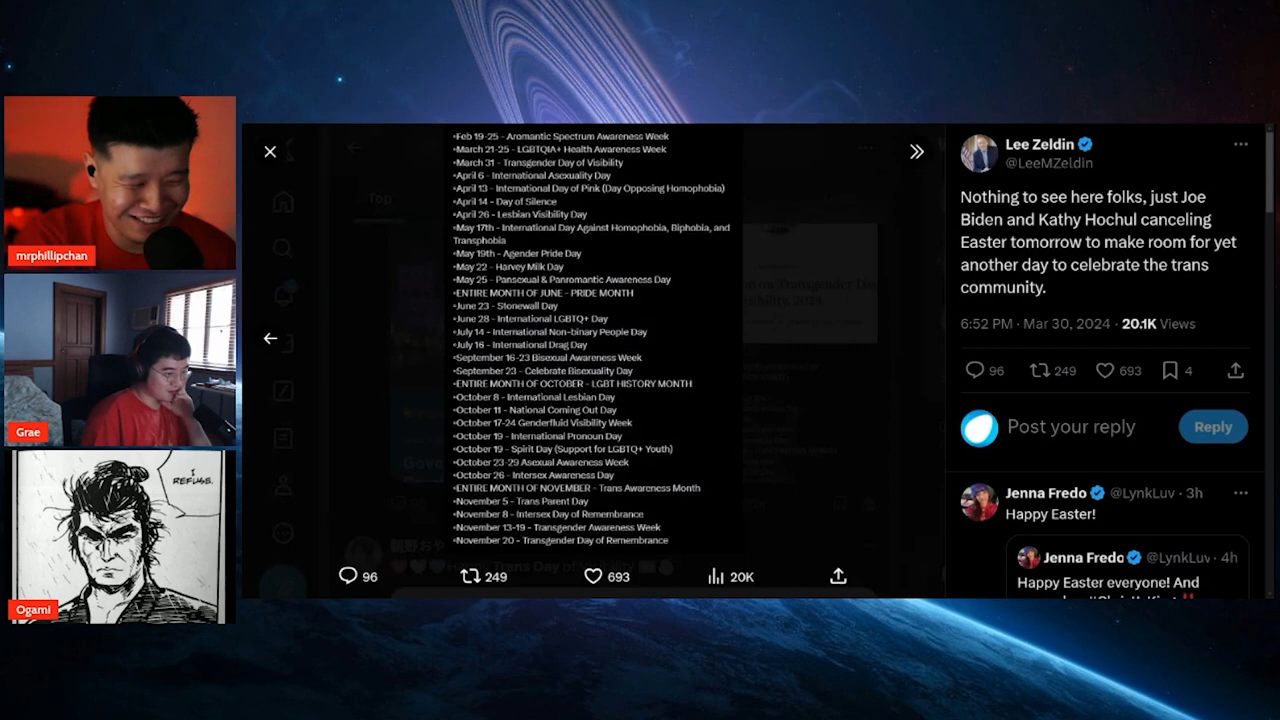 mrphillipchan
Grae
I
REFUSE.
Ogami
Top
•Feb 19-25 - Aromantic Spectrum Awareness Week
•March 21-25 - LGBTQIA+ Health Awareness Week
•March 31 - Transgender Day of Visibility
•April 6 - International Asexuality Day
•April 13 - International Day of Pink (Day Opposing Homophobia)
•April 14 - Day of Silence
•April 26 - Lesbian Visibility Day
•May 17th - International Day Against Homophobia, Biphobia, and
Transphobia
•May 19th - Agender Pride Day
•May 22 - Harvey Milk Day
•May 25 - Pansexual & Panromantic Awareness Day
•ENTIRE MONTH OF JUNE - PRIDE MONTH
•June 23 - Stonewall Day
•June 28 - International LGBTQ+ Day
•July 14 - International Non-binary People Day
•July 16 - International Drag Day
•September 16-23 Bisexual Awareness Week
•September 23 - Celebrate Bisexuality Day
•ENTIRE MONTH OF OCTOBER - LGBT HISTORY MONTH
•October 8 - International Lesbian Day
•October 11 - National Coming Out Day
•October 17-24 Genderfluid Visibility Week
•October 19 - International Pronoun Day
•October 19 - Spirit Day (Support for LGBTQ+ Youth)
•October 23-29 Asexual Awareness Week
•October 26 - Intersex Awareness Day
•ENTIRE MONTH OF NOVEMBER - Trans Awareness Month
•November 5 - Trans Parent Day
•November 8 - Intersex Day of Remembrance
•November 13-19 - Transgender Awareness Week
•November 20 - Transgender Day of Remembrance
on on Transgender Da
96 249 693 20K
Lee Zeldin
@LeeMZeldin
Nothing to see here folks, just Joe
Biden and Kathy Hochul canceling
Easter tomorrow to make room for yet
another day to celebrate the trans
community.
6:52 PM · Mar 30, 2024 · 20.1K Views
96 249 693 4
Post your reply
Reply
Jenna Fredo @LynkLuv · 3h
Happy Easter!
Jenna Fredo @LynkLuv · 4h
Happy Easter everyone! And